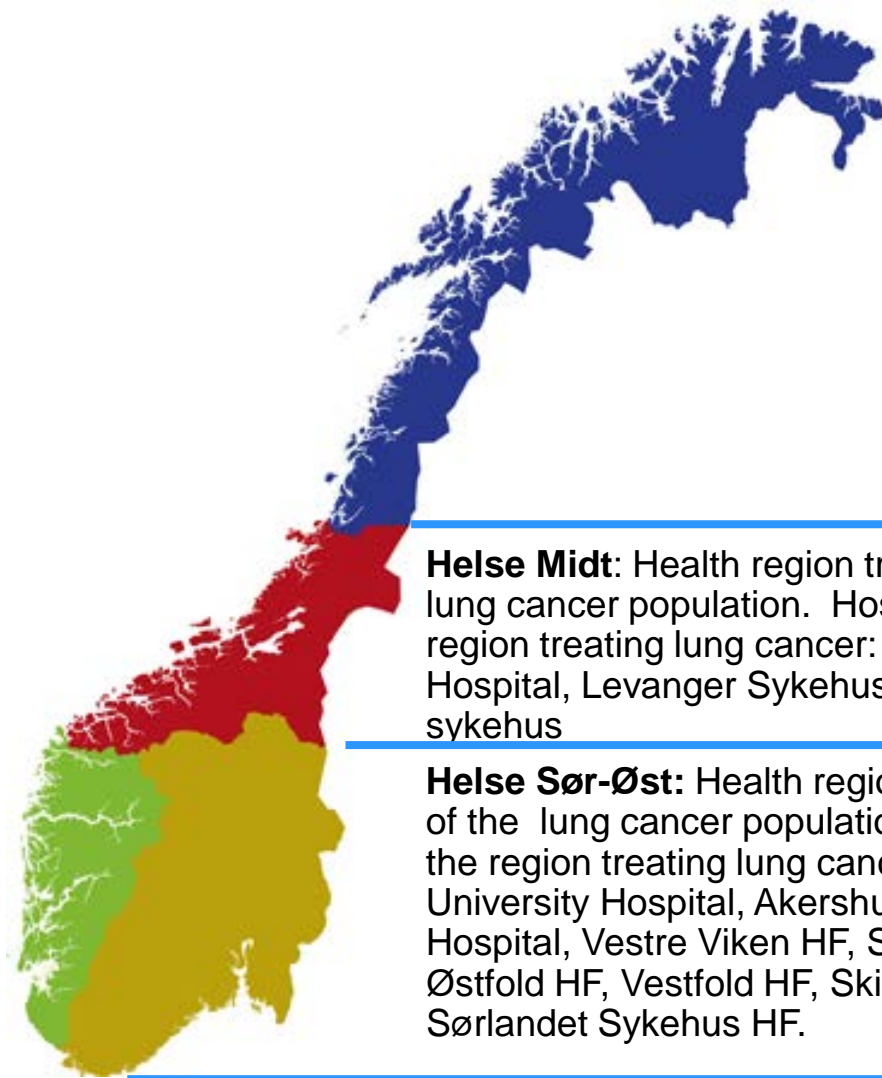 Helse Midt: Health region
lung cancer population. Hos
region treating lung cancer:
Hospital, Levanger Sykehus
sykehus
Helse Sør-Øst: Health regio
of the lung cancer populatio
the region treating lung canc
University Hospital, Akershu
Hospital, Vestre Viken HF, S
Østfold HF, Vestfold HF, Ski
Sørlandet Sykehus HF.